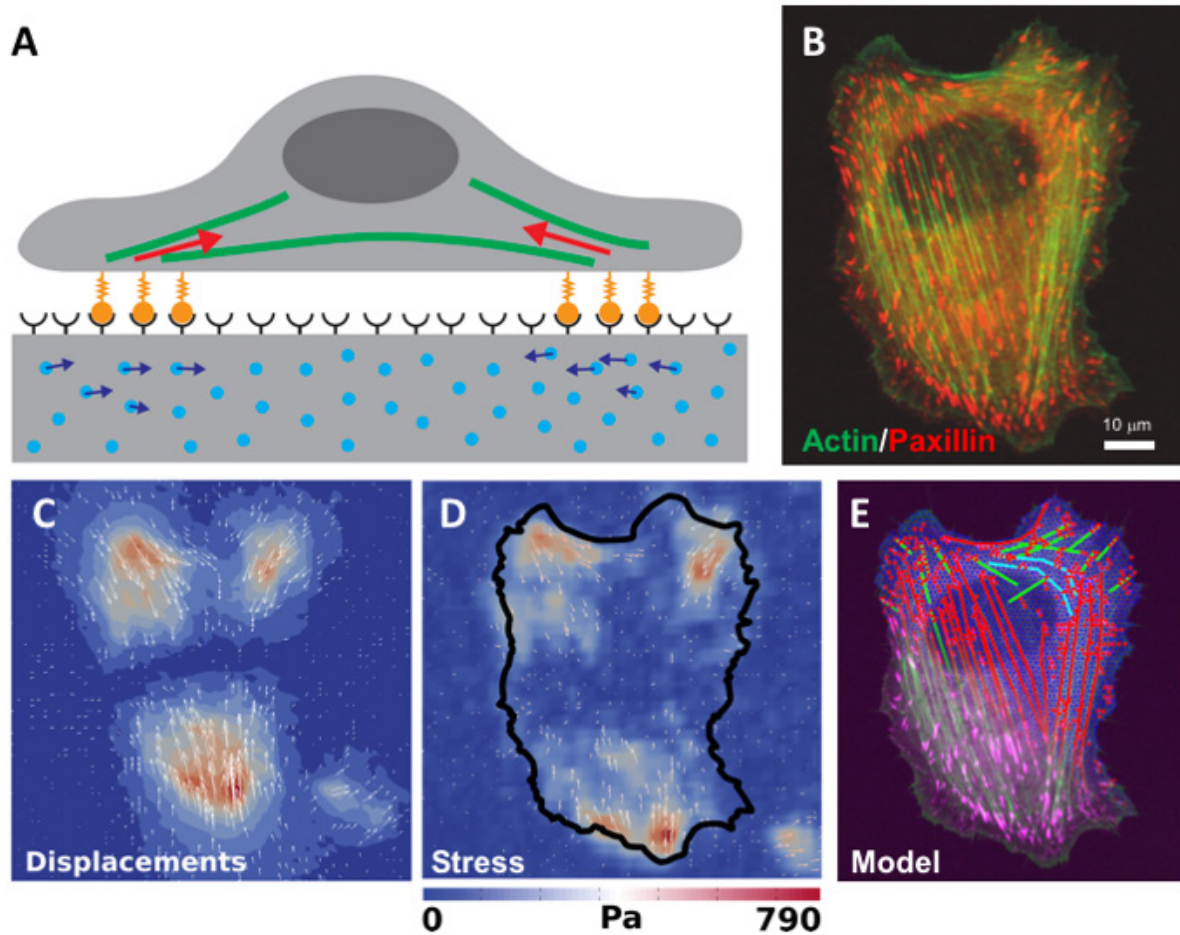 A
B
10 μm
Actin/Paxillin
C
Displacements
D
Stress
E
Model
0 Pa 790